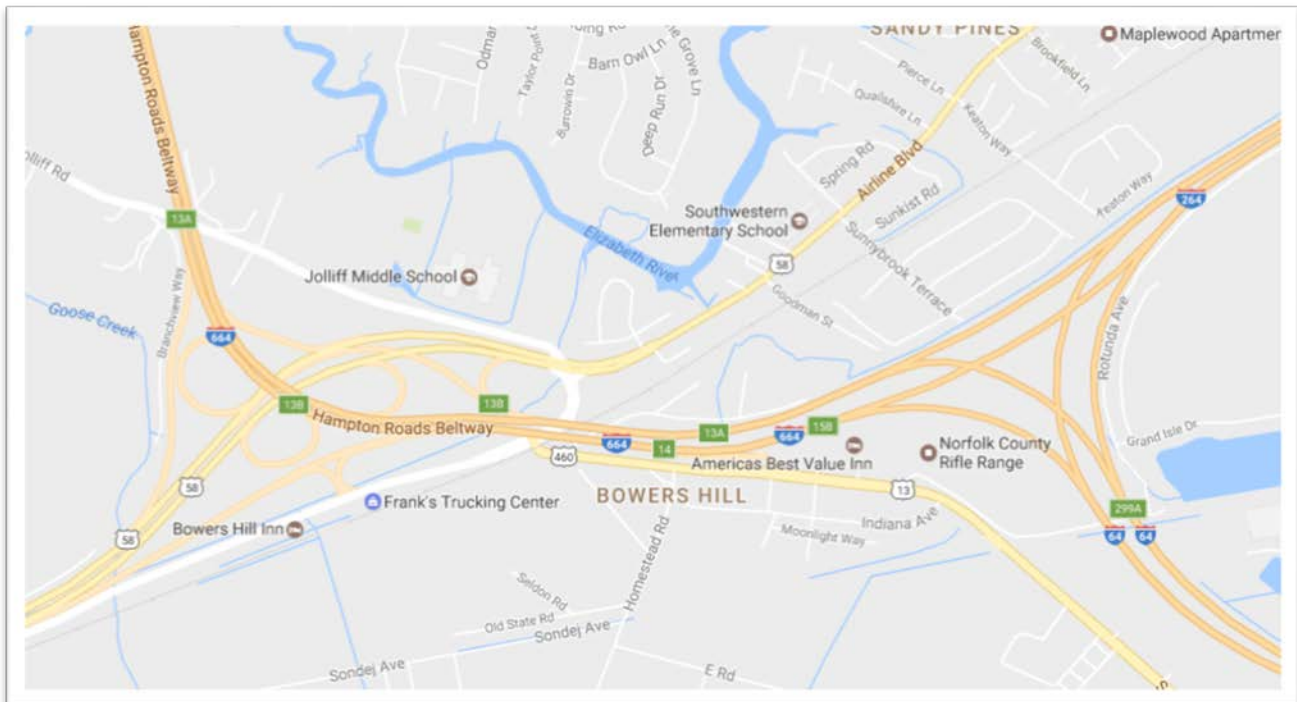 SANDY PINES
Maplewood Apartmen
Hampton Roads Beltway
Odman
Taylor Point
Barn Owl Ln
Burrowin Dr
Deep Run Dr
Grove Ln
Pierce Ln
Brookfield Ln
Quailshire Ln
Keaton Way
Spring Rd
Airline Blvd
Sunkist Rd
Keaton Way
264
Jolliff Rd
13A
Southwestern
Elementary School
Elizabeth River
Sunnybrook Terrace
58
Jolliff Middle School
Goose Creek
Branchview Way
Goodman St
Rotunda Ave
664
13B
13B
Hampton Roads Beltway
13A
15B
664
664
14
Americas Best Value Inn
Norfolk County
Rifle Range
Grand Isle Dr
460
13
58
Frank's Trucking Center
BOWERS HILL
Indiana Ave
Moonlight Way
299A
64
64
58
Bowers Hill Inn
Homestead Rd
Seldon Rd
Old State Rd
Sondej Ave
Sondej Ave
E Rd